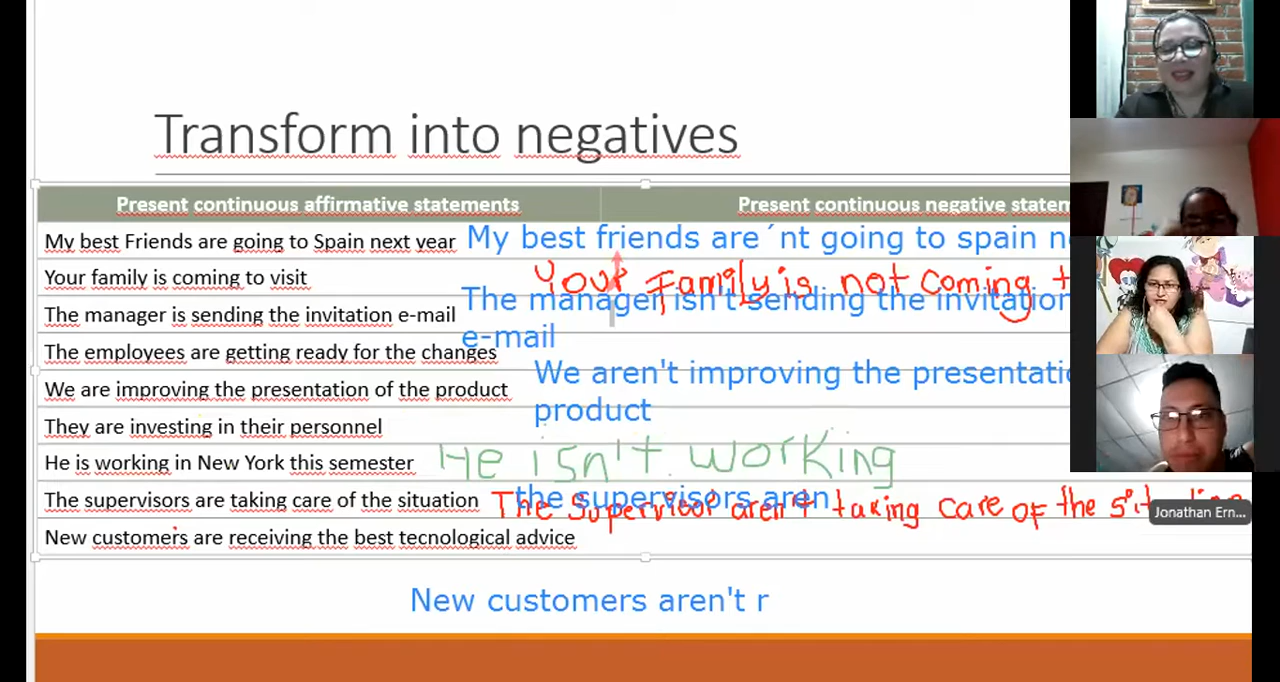 Transform into negatives
Present continuous affirmative statements Present continuous negative statem
My best Friends are going to Spain next year My best friends are´nt going to spain n
Your family is coming to visit Your Family is not coming t
The manager is sending the invitation e-mail The manager isn't sending the invitation
e-mail
The employees are getting ready for the changes
We are improving the presentation of the product We aren't improving the presentatio
product
They are investing in their personnel
He is working in New York this semester He isn't working
The supervisors are taking care of the situation The Supervisor aren't taking care of the
the supervisors aren
Jonathan Ern...
New customers are receiving the best tecnological advice
New customers aren't r